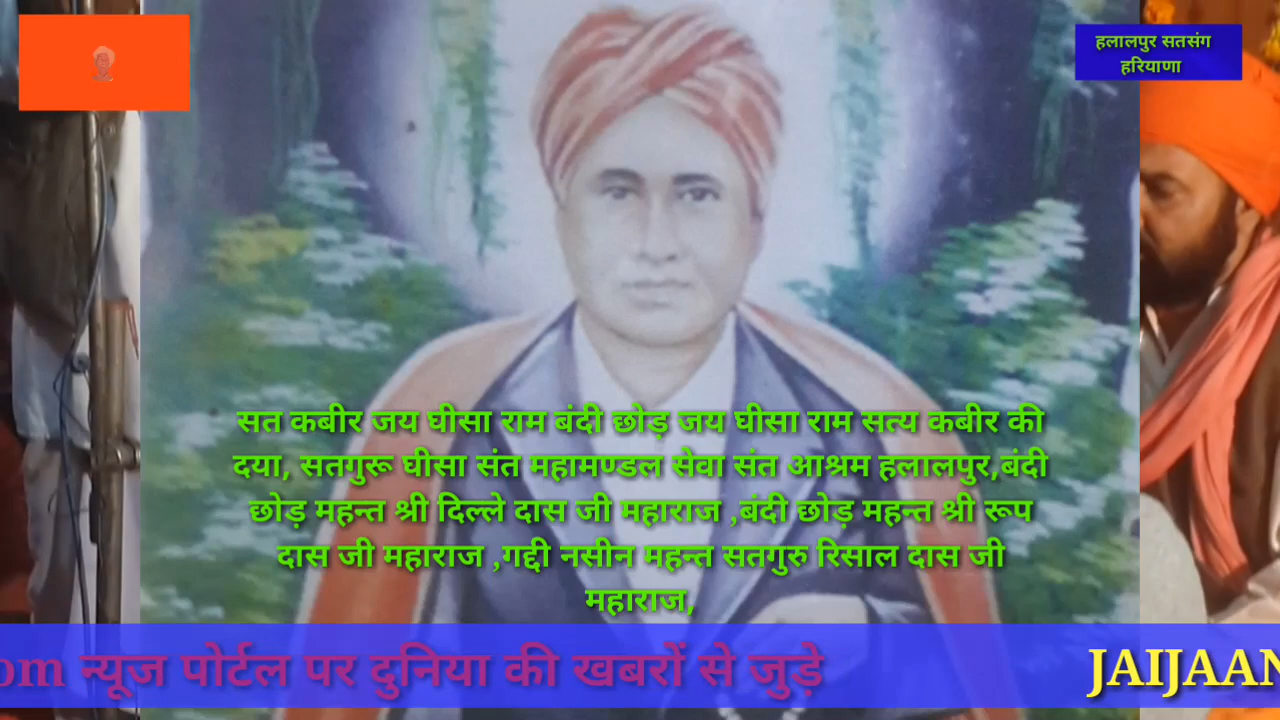 हलालपुर सतसंग
हरियाणा
सत कबीर जय घीसा राम बंदी छोड़ जय घीसा राम सत्य कबीर की
दया, सतगुरू घीसा संत महामण्डल सेवा संत आश्रम हलालपुर,बंदी
छोड़ महन्त श्री दिल्ले दास जी महाराज ,बंदी छोड़ महन्त श्री रूप
दास जी महाराज ,गद्दी नसीन महन्त सतगुरु रिसाल दास जी
महाराज,
om न्यूज पोर्टल पर दुनिया की खबरों से जुड़े JAIJAAN